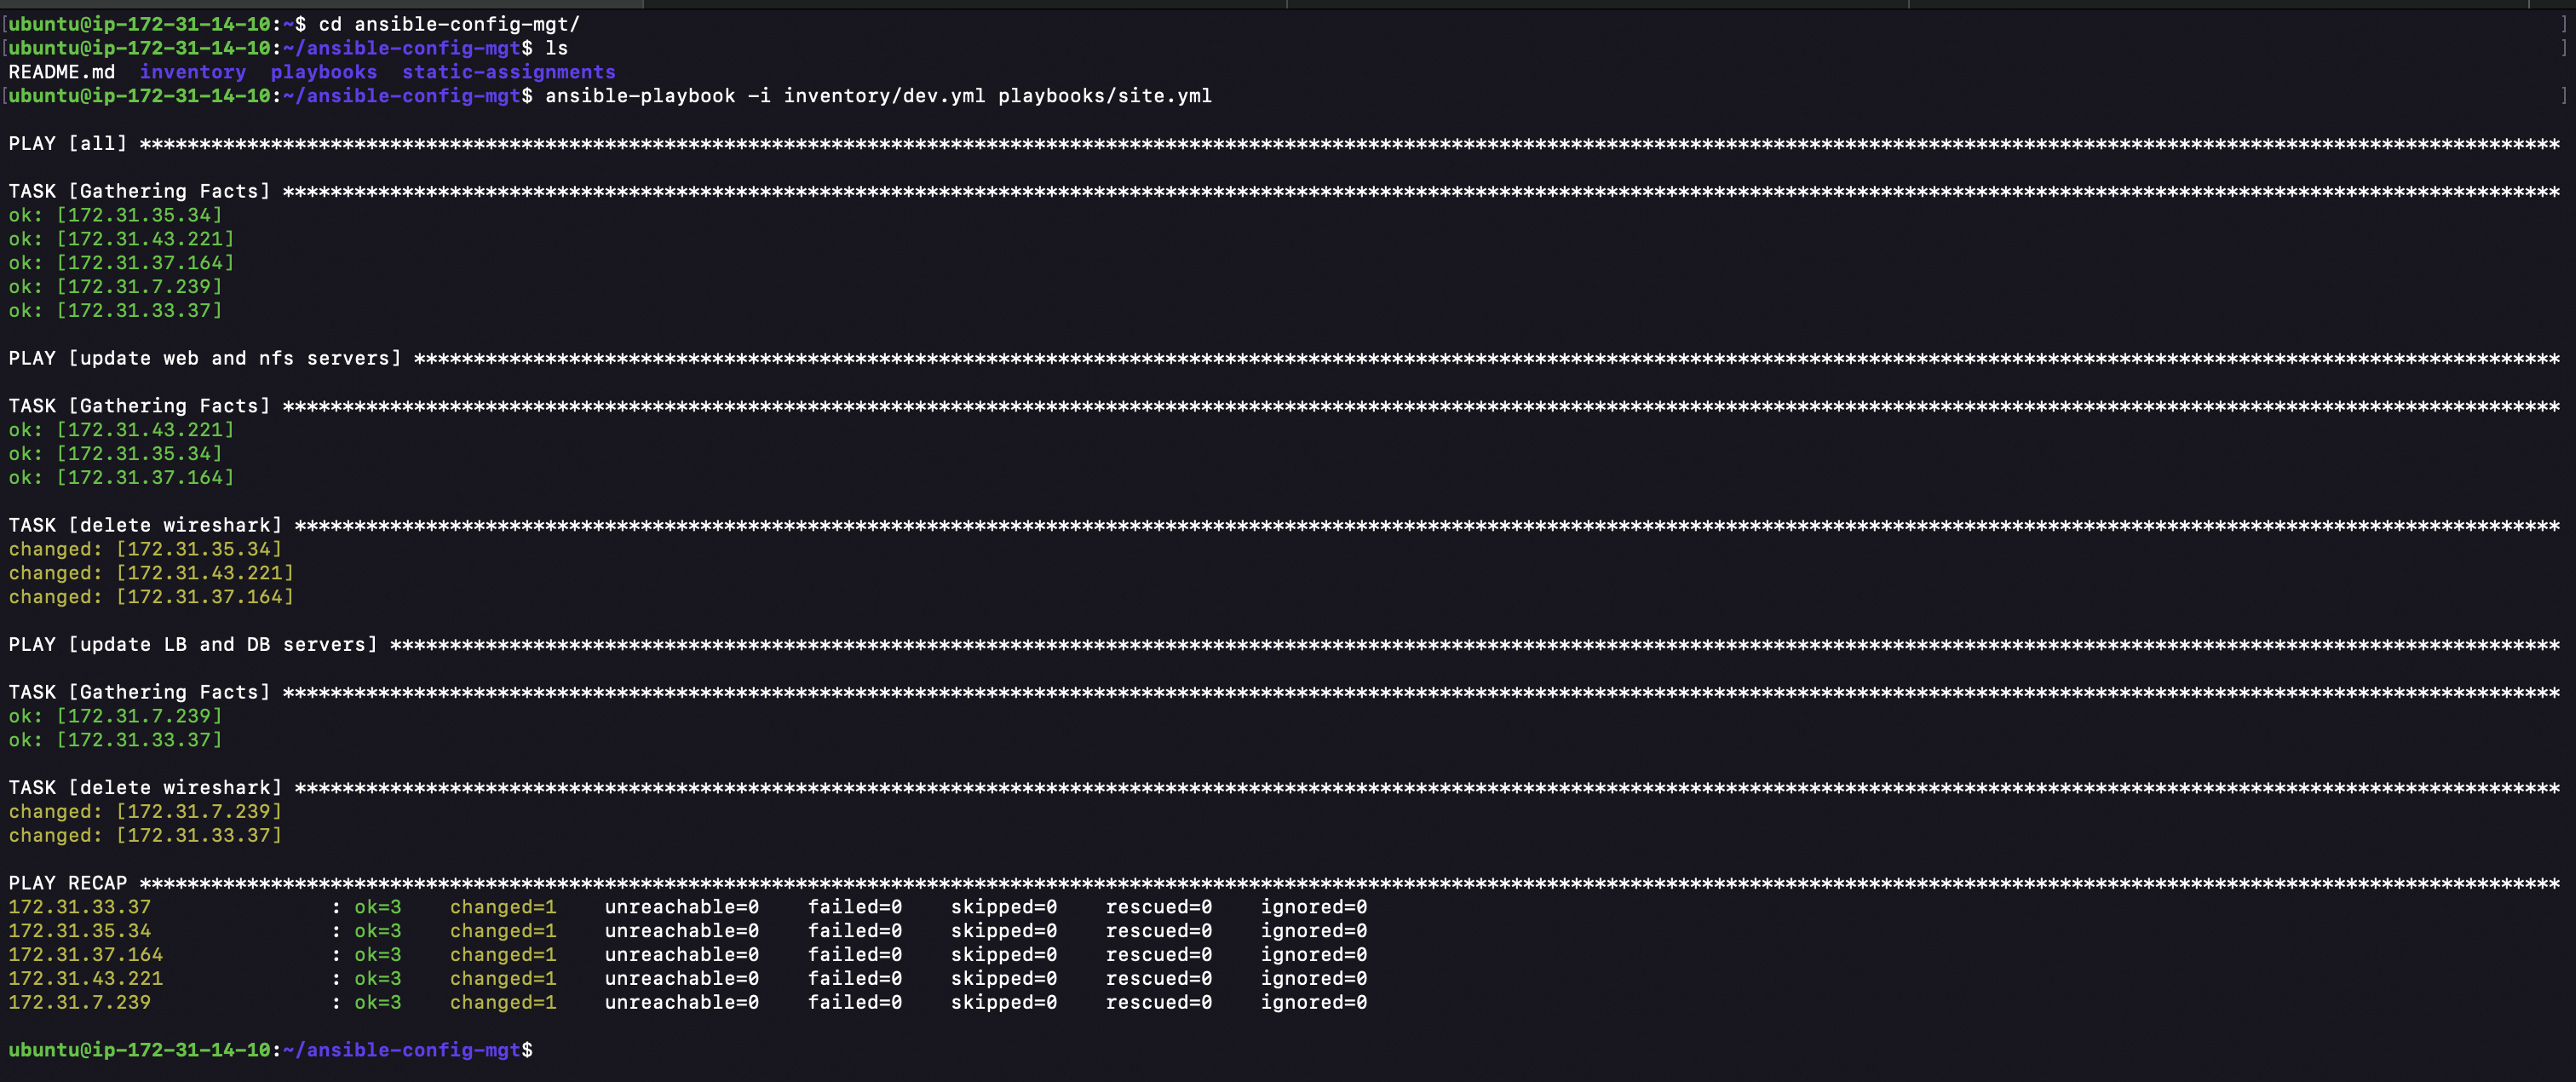 [ubuntu@ip-172-31-14-10:~$ cd ansible-config-mgt/ ]
[ubuntu@ip-172-31-14-10:~/ansible-config-mgt$ ls ]
README.md  inventory  playbooks  static-assignments
[ubuntu@ip-172-31-14-10:~/ansible-config-mgt$ ansible-playbook -i inventory/dev.yml playbooks/site.yml ]
PLAY [all] ****************************************************************
TASK [Gathering Facts] ****************************************************************
ok: [172.31.35.34]
ok: [172.31.43.221]
ok: [172.31.37.164]
ok: [172.31.7.239]
ok: [172.31.33.37]
PLAY [update web and nfs servers] ****************************************************************
TASK [Gathering Facts] ****************************************************************
ok: [172.31.43.221]
ok: [172.31.35.34]
ok: [172.31.37.164]
TASK [delete wireshark] ****************************************************************
changed: [172.31.35.34]
changed: [172.31.43.221]
changed: [172.31.37.164]
PLAY [update LB and DB servers] ****************************************************************
TASK [Gathering Facts] ****************************************************************
ok: [172.31.7.239]
ok: [172.31.33.37]
TASK [delete wireshark] ****************************************************************
changed: [172.31.7.239]
changed: [172.31.33.37]
PLAY RECAP ****************************************************************
172.31.33.37               : ok=3    changed=1    unreachable=0    failed=0    skipped=0    rescued=0    ignored=0
172.31.35.34               : ok=3    changed=1    unreachable=0    failed=0    skipped=0    rescued=0    ignored=0
172.31.37.164              : ok=3    changed=1    unreachable=0    failed=0    skipped=0    rescued=0    ignored=0
172.31.43.221              : ok=3    changed=1    unreachable=0    failed=0    skipped=0    rescued=0    ignored=0
172.31.7.239               : ok=3    changed=1    unreachable=0    failed=0    skipped=0    rescued=0    ignored=0
ubuntu@ip-172-31-14-10:~/ansible-config-mgt$